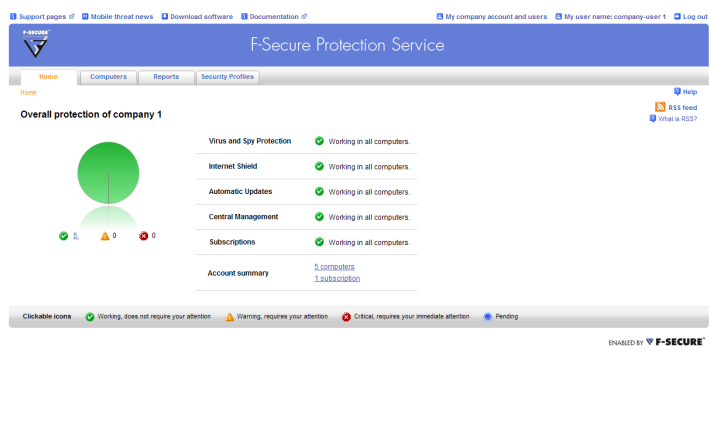 Support pages Mobile threat news Download software Documentation My company account and users My user name: company-user 1 Log out
F-SECURE
F-Secure Protection Service
Home Computers Reports Security Profiles
Home Help
RSS feed
Overall protection of company 1
What is RSS?
Virus and Spy Protection Working in all computers.
Internet Shield Working in all computers.
Automatic Updates Working in all computers.
Central Management Working in all computers.
5 0 0
Subscriptions Working in all computers.
Account summary 5 computers
1 subscription
Clickable icons Working, does not require your attention Warning, requires your attention Critical, requires your immediate attention Pending
ENABLED BY F-SECURE